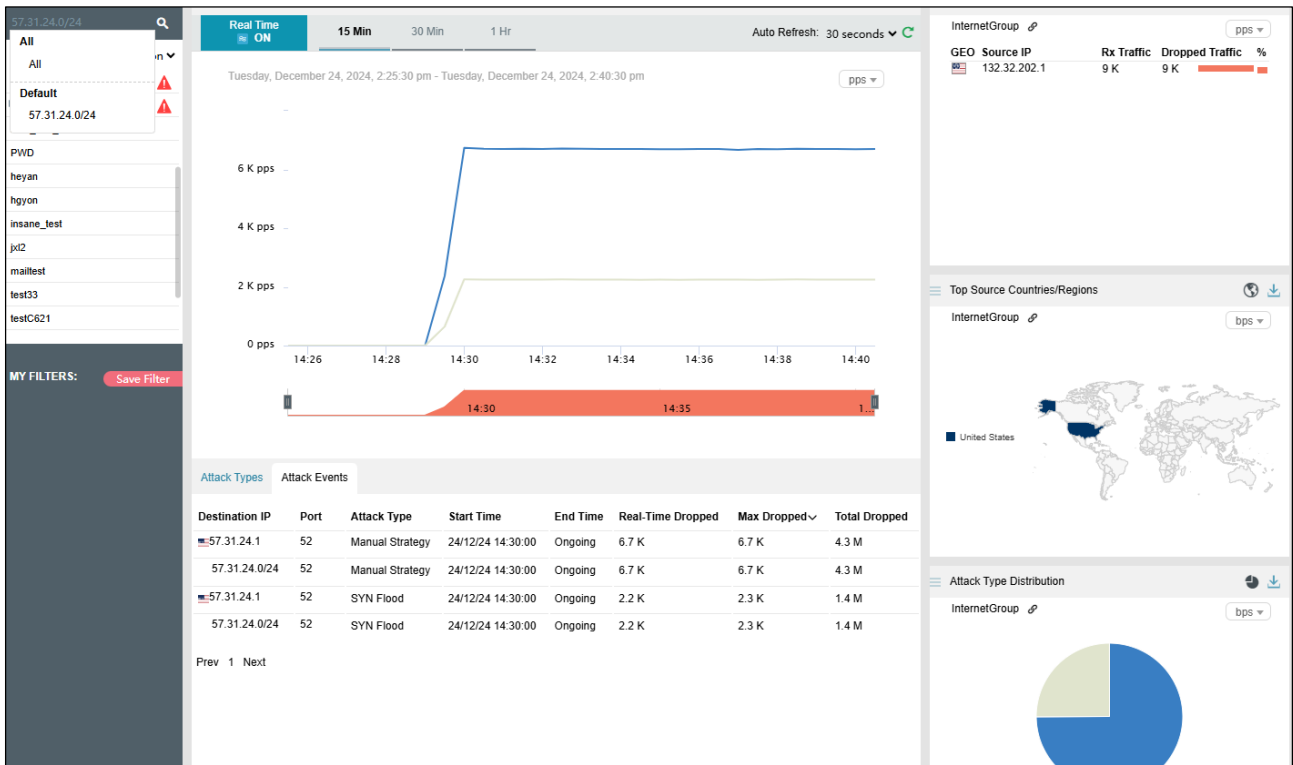 57.31.24.0/24
All
All
Default
57.31.24.0/24
PWD
heyan
hgyon
insane_test
jxl2
mailtest
test33
testC621
MY FILTERS: Save Filter
Real Time
ON
15 Min 30 Min 1 Hr
Auto Refresh: 30 seconds
Tuesday, December 24, 2024, 2:25:30 pm - Tuesday, December 24, 2024, 2:40:30 pm
pps
6 K pps
4 K pps
2 K pps
0 pps
14:26 14:28 14:30 14:32 14:34 14:36 14:38 14:40
14:30 14:35 1...
Attack Types Attack Events
Destination IP Port Attack Type Start Time End Time Real-Time Dropped Max Dropped Total Dropped
57.31.24.1 52 Manual Strategy 24/12/24 14:30:00 Ongoing 6.7 K 6.7 K 4.3 M
57.31.24.0/24 52 Manual Strategy 24/12/24 14:30:00 Ongoing 6.7 K 6.7 K 4.3 M
57.31.24.1 52 SYN Flood 24/12/24 14:30:00 Ongoing 2.2 K 2.3 K 1.4 M
57.31.24.0/24 52 SYN Flood 24/12/24 14:30:00 Ongoing 2.2 K 2.3 K 1.4 M
Prev 1 Next
InternetGroup pps
GEO Source IP Rx Traffic Dropped Traffic %
132.32.202.1 9 K 9 K
Top Source Countries/Regions
InternetGroup bps
United States
Attack Type Distribution
InternetGroup bps